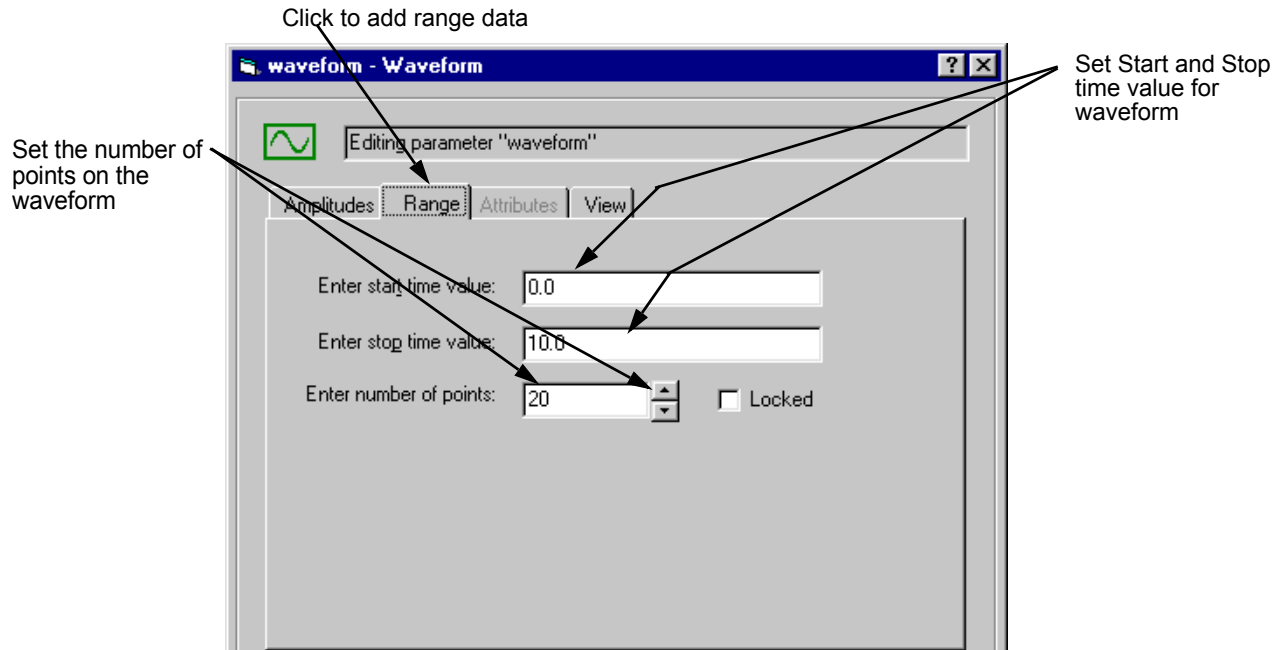 Click to add range data
waveform - Waveform
Set Start and Stop
time value for
waveform
Editing parameter "waveform"
Set the number of
points on the
waveform
Amplitudes Range Attributes View
Enter start time value: 0.0
Enter stop time value: 10.0
Enter number of points: 20 Locked